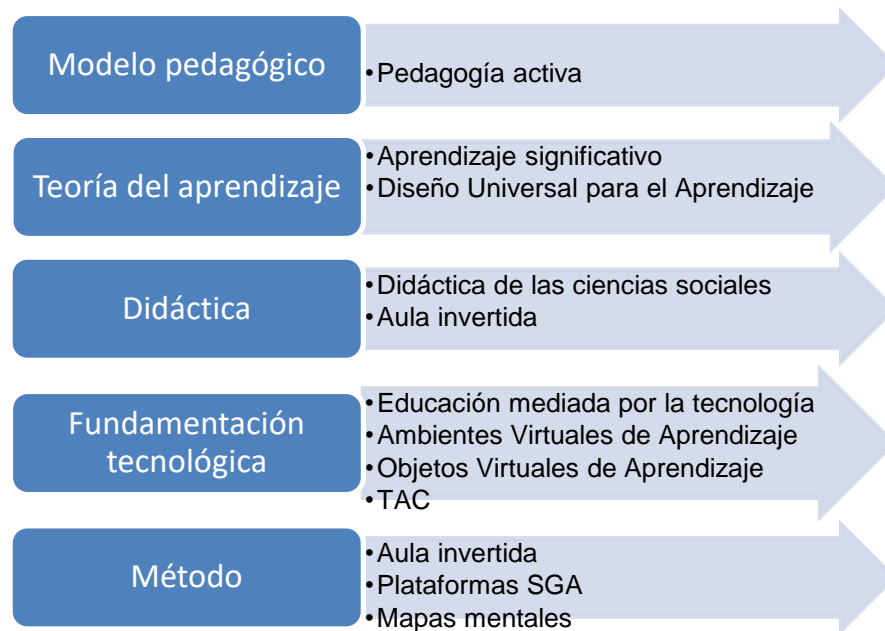 Modelo pedagógico
•Pedagogía activa
Teoría del aprendizaje
•Aprendizaje significativo
•Diseño Universal para el Aprendizaje
Didáctica
•Didáctica de las ciencias sociales
•Aula invertida
Fundamentación
tecnológica
•Educación mediada por la tecnología
•Ambientes Virtuales de Aprendizaje
•Objetos Virtuales de Aprendizaje
•TAC
Método
•Aula invertida
•Plataformas SGA
•Mapas mentales